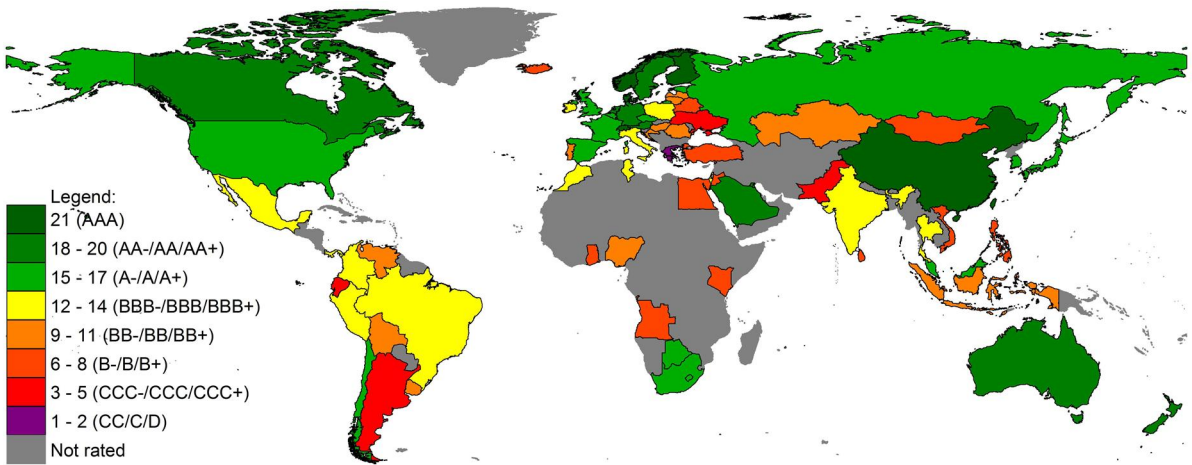 Legend:
21 (AAA)
18 - 20 (AA-/AA/AA+)
15 - 17 (A-/A/A+)
12 - 14 (BBB-/BBB/BBB+)
9 - 11 (BB-/BB/BB+)
6 - 8 (B-/B/B+)
3 - 5 (CCC-/CCC/CCC+)
1 - 2 (CC/C/D)
Not rated